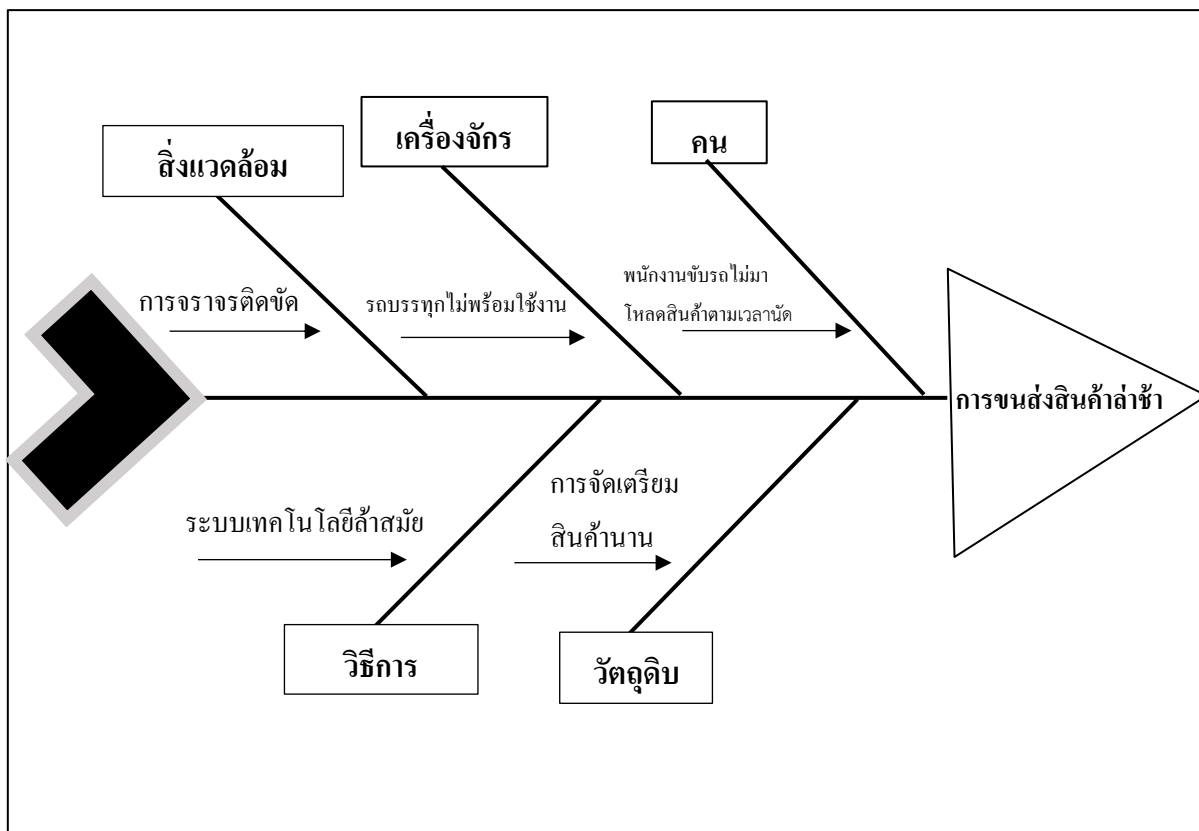 สิ่งแวดล้อม
เครื่องจักร
คน
การจราจรติดขัด
รถบรรทุกไม่พร้อมใช้งาน
พนักงานขับรถไม่มา
โหลดสินค้าตามเวลานัด
การขนส่งสินค้าล่าช้า
ระบบเทคโนโลยีล้าสมัย
การจัดเตรียม
สินค้านาน
วิธีการ
วัตถุดิบ